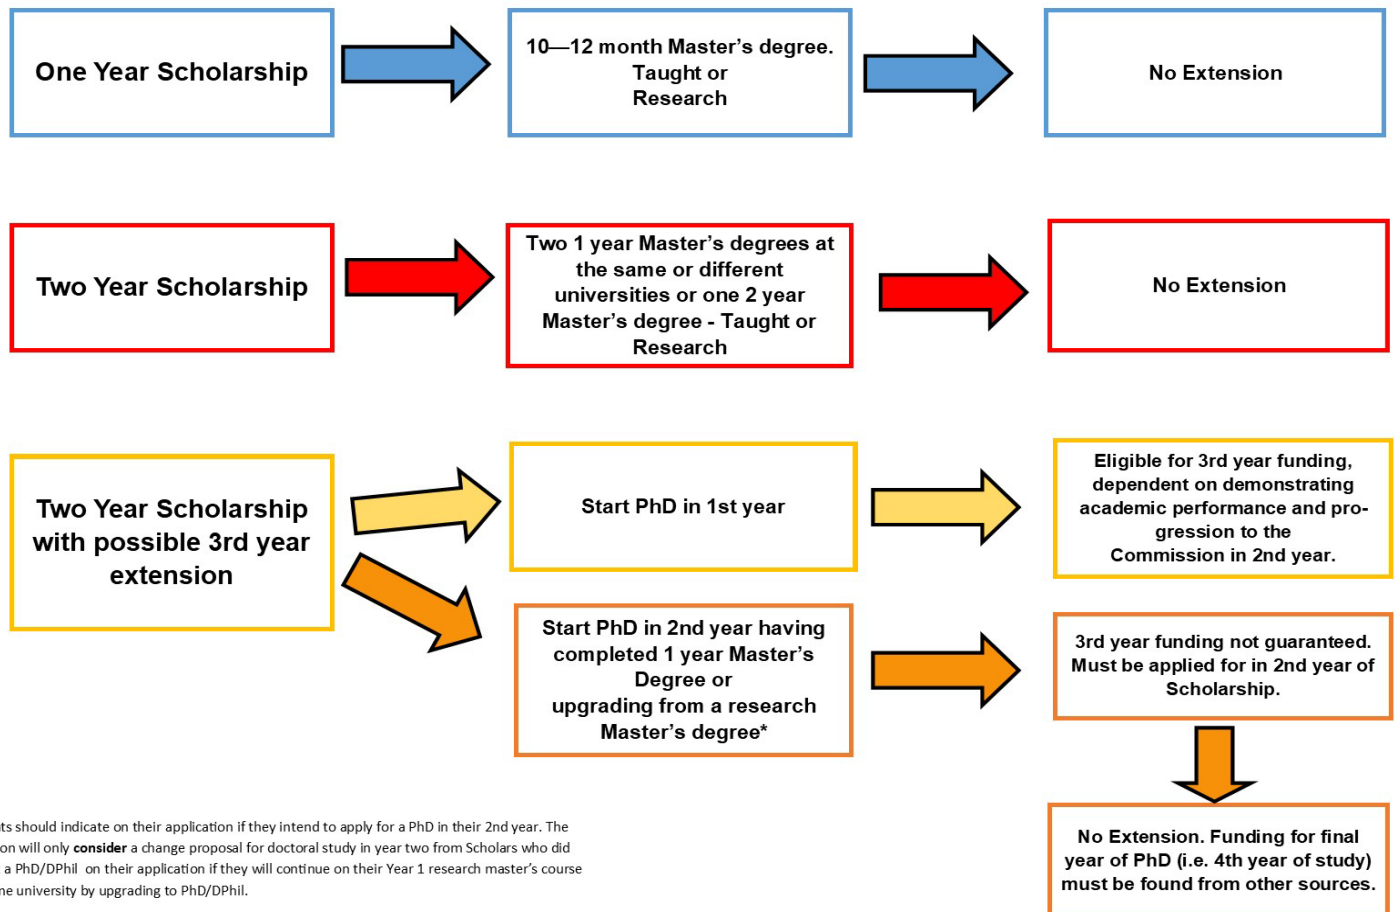 One Year Scholarship
10—12 month Master's degree.
Taught or
Research
No Extension
Two Year Scholarship
Two 1 year Master's degrees at
the same or different
universities or one 2 year
Master's degree - Taught or
Research
No Extension
Two Year Scholarship
with possible 3rd year
extension
Start PhD in 1st year
Eligible for 3rd year funding,
dependent on demonstrating
academic performance and pro-
gression to the
Commission in 2nd year.
Start PhD in 2nd year having
completed 1 year Master's
Degree or
upgrading from a research
Master's degree*
3rd year funding not guaranteed.
Must be applied for in 2nd year of
Scholarship.
No Extension. Funding for final
year of PhD (i.e. 4th year of study)
must be found from other sources.
should indicate on their application if they intend to apply for a PhD in their 2nd year. The
will only consider a change proposal for doctoral study in year two from Scholars who did
a PhD/DPhil on their application if they will continue on their Year 1 research master's course
university by upgrading to PhD/DPhil.